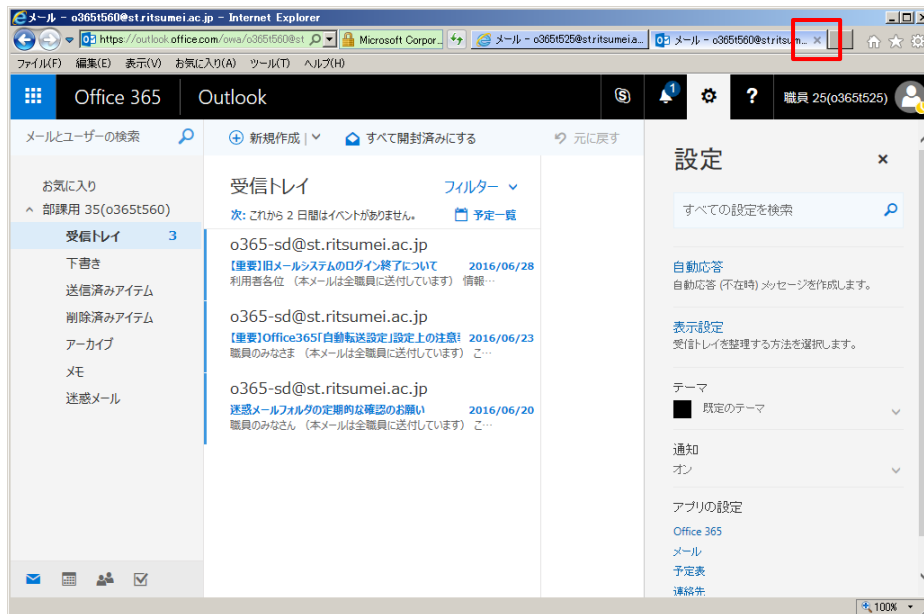 メール - o365t560@st.ritsumei.ac.jp - Internet Explorer
https://outlook.office.com/owa/o365t560@st
Microsoft Corpor...
メール - o365t525@st.ritsumei.a...
メール - o365t560@st.ritsum...
ファイル(F) 編集(E) 表示(V) お気に入り(A) ツール(T) ヘルプ(H)
Office 365
Outlook
1
?
職員 25(o365t525)
メールとユーザーの検索
新規作成
すべて開封済みにする
元に戻す
お気に入り
部課用 35(o365t560)
受信トレイ 3
下書き
送信済みアイテム
削除済みアイテム
アーカイブ
メモ
迷惑メール
受信トレイ
フィルター
次: これから 2 日間はイベントがありません。
予定一覧
o365-sd@st.ritsumei.ac.jp
【重要】旧メールシステムのログイン終了について 2016/06/28
利用者各位 (本メールは全職員に送付しています) 情報…
o365-sd@st.ritsumei.ac.jp
【重要】Office365「自動転送設定」設定上の注意 2016/06/23
職員のみなさま (本メールは全職員に送付しています) こ…
o365-sd@st.ritsumei.ac.jp
迷惑メールフォルダの定期的な確認のお願い 2016/06/20
職員のみなさん (本メールは全職員に送付しています) ご…
設定
すべての設定を検索
自動応答
自動応答 (不在時) メッセージを作成します。
表示設定
受信トレイを整理する方法を選択します。
テーマ
既定のテーマ
通知
オン
アプリの設定
Office 365
メール
予定表
連絡先
100%